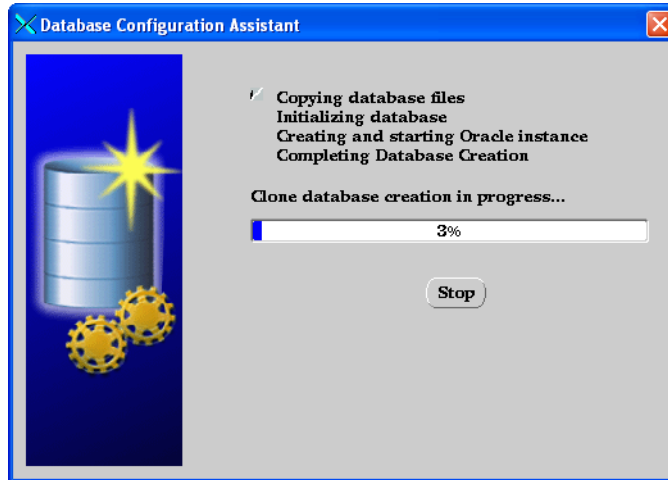 Database Configuration Assistant
Copying database files
Initializing database
Creating and starting Oracle instance
Completing Database Creation
Clone database creation in progress...
3%
Stop